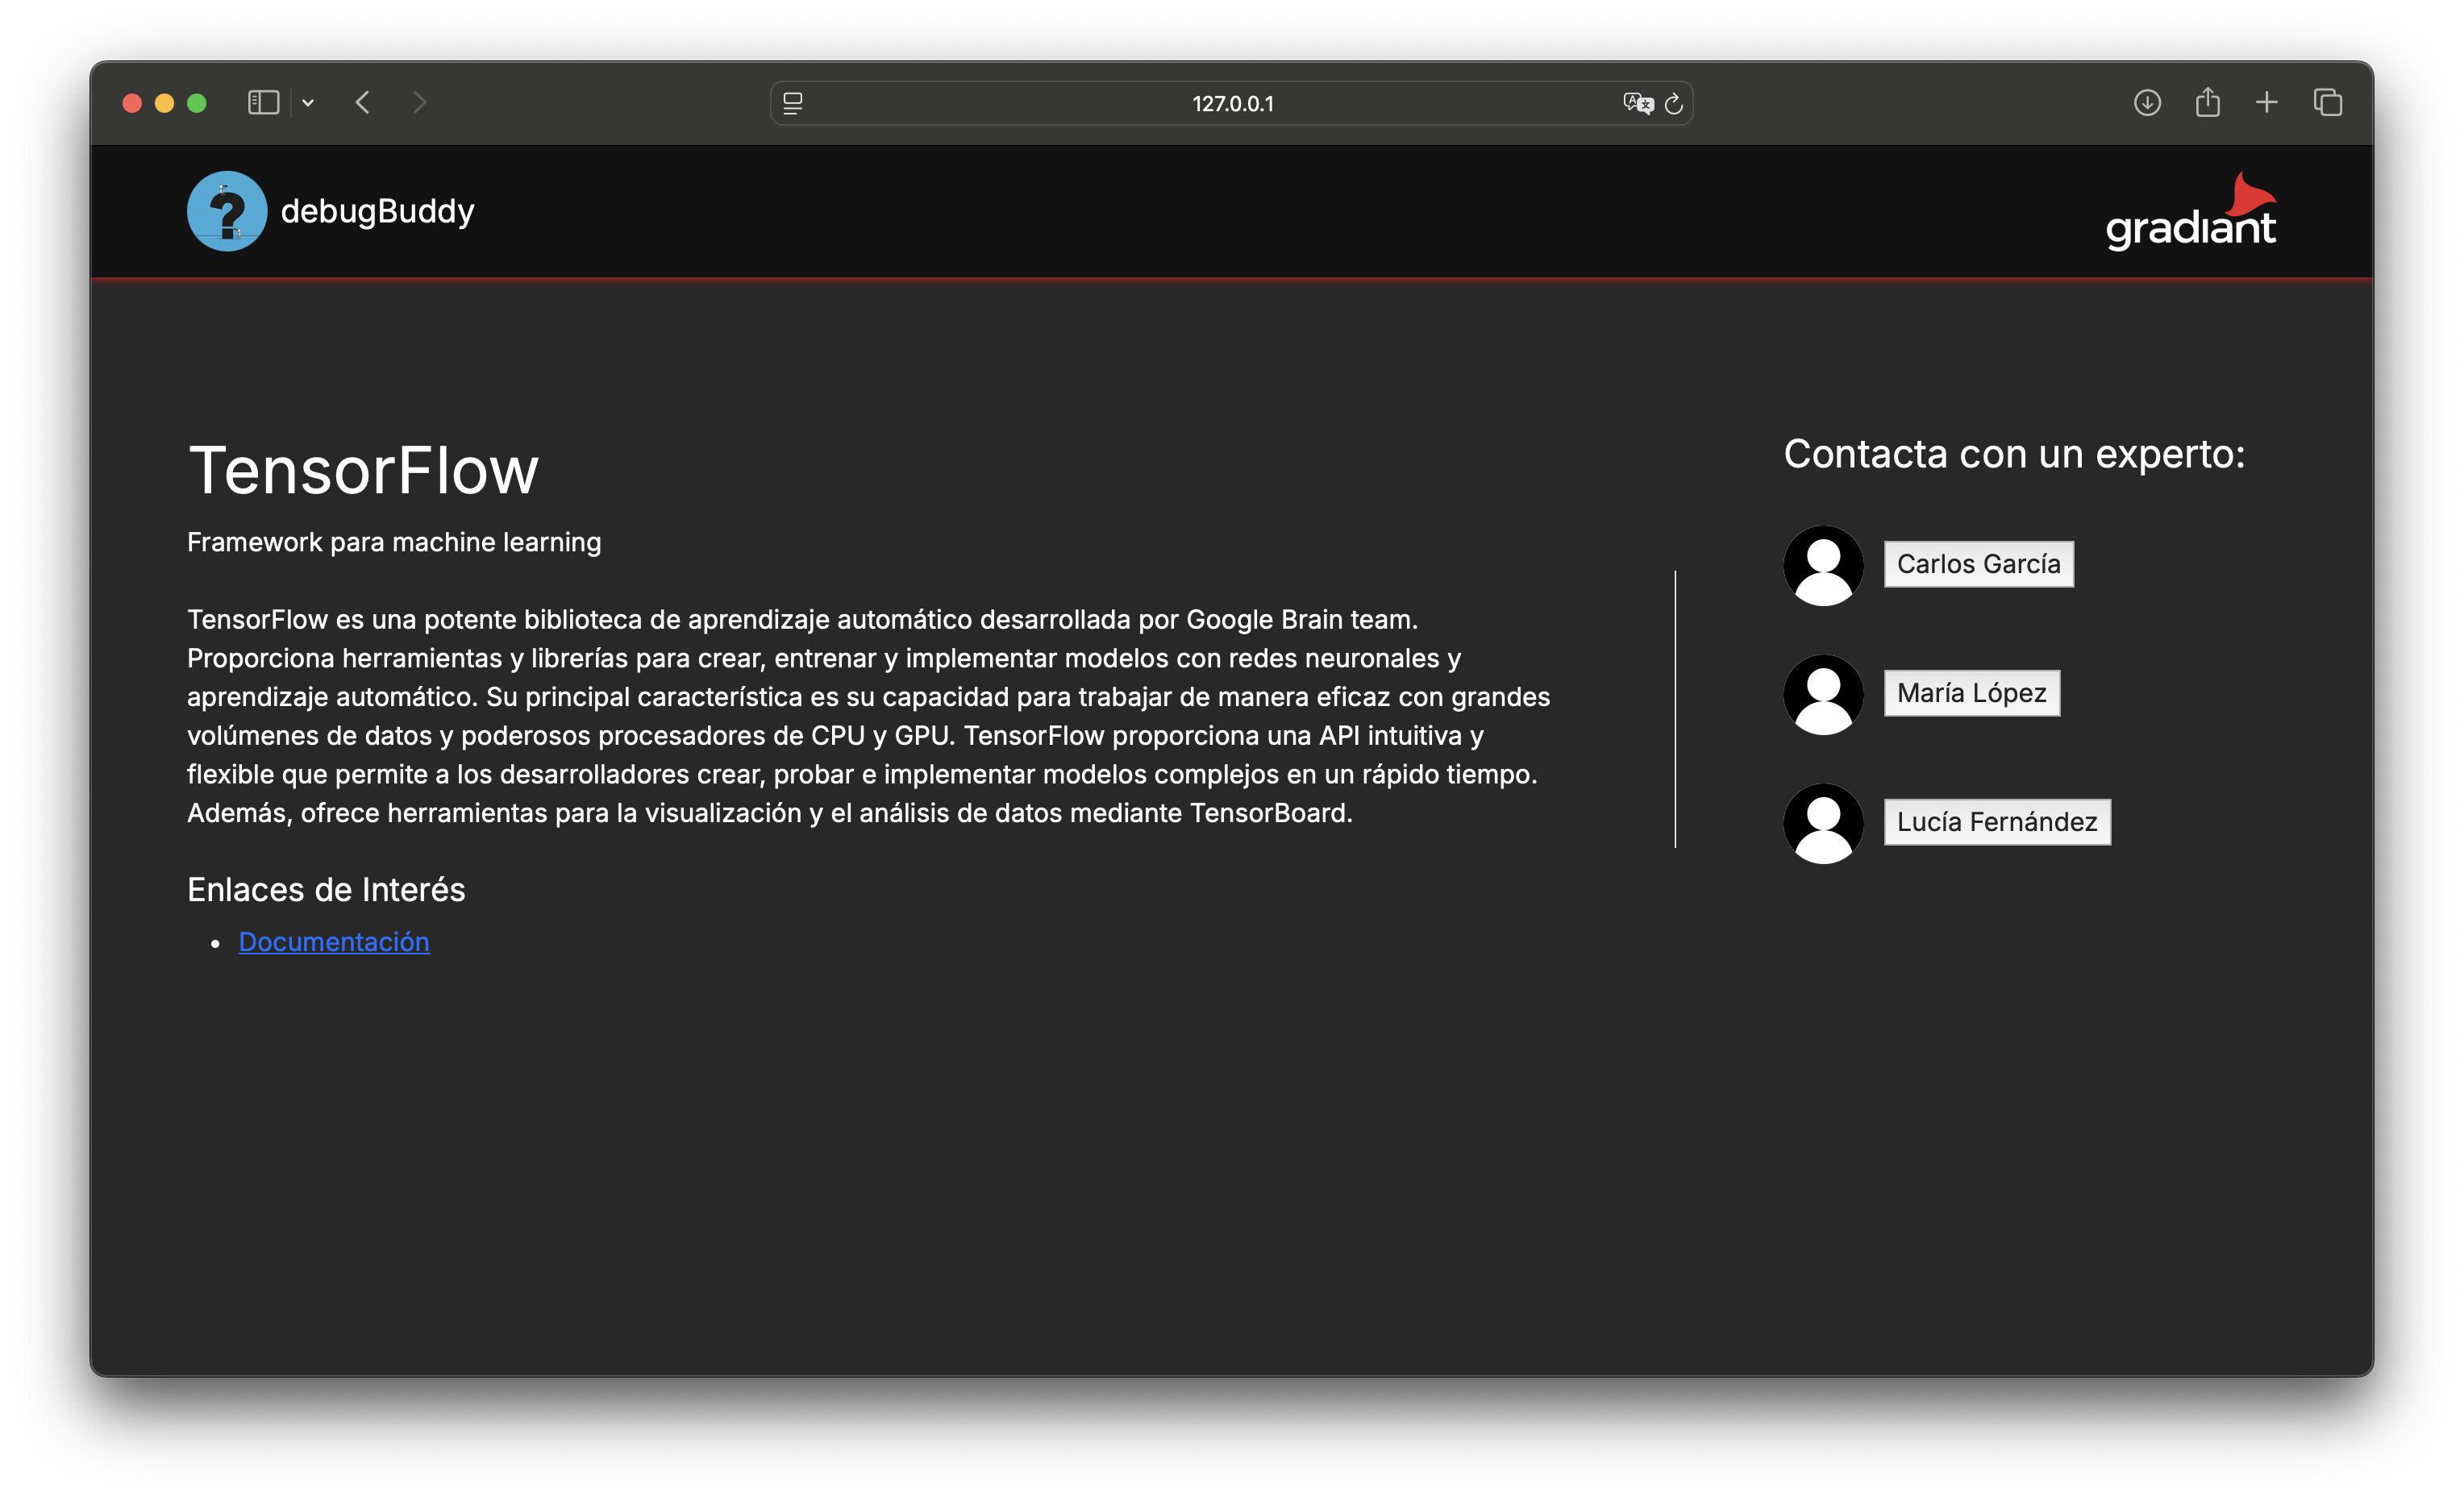 127.0.0.1
debugBuddy
gradiant
TensorFlow
Framework para machine learning
TensorFlow es una potente biblioteca de aprendizaje automático desarrollada por Google Brain team.
Proporciona herramientas y librerías para crear, entrenar y implementar modelos con redes neuronales y
aprendizaje automático. Su principal característica es su capacidad para trabajar de manera eficaz con grandes
volúmenes de datos y poderosos procesadores de CPU y GPU. TensorFlow proporciona una API intuitiva y
flexible que permite a los desarrolladores crear, probar e implementar modelos complejos en un rápido tiempo.
Además, ofrece herramientas para la visualización y el análisis de datos mediante TensorBoard.
Enlaces de Interés
Documentación
Contacta con un experto:
Carlos García
María López
Lucía Fernández